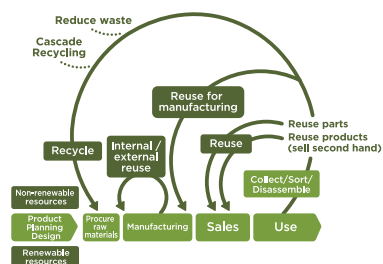 Reduce waste
Cascade
Recycling
Reuse for
manufacturing
Reuse parts
Reuse products
(sell second hand)
Recycle
Internal /
external
reuse
Reuse
Collect/Sort/
Disassemble
Non-renewable
resources
Product
Planning
Design
Procure
raw
materials
Manufacturing
Sales
Use
Renewable
resources